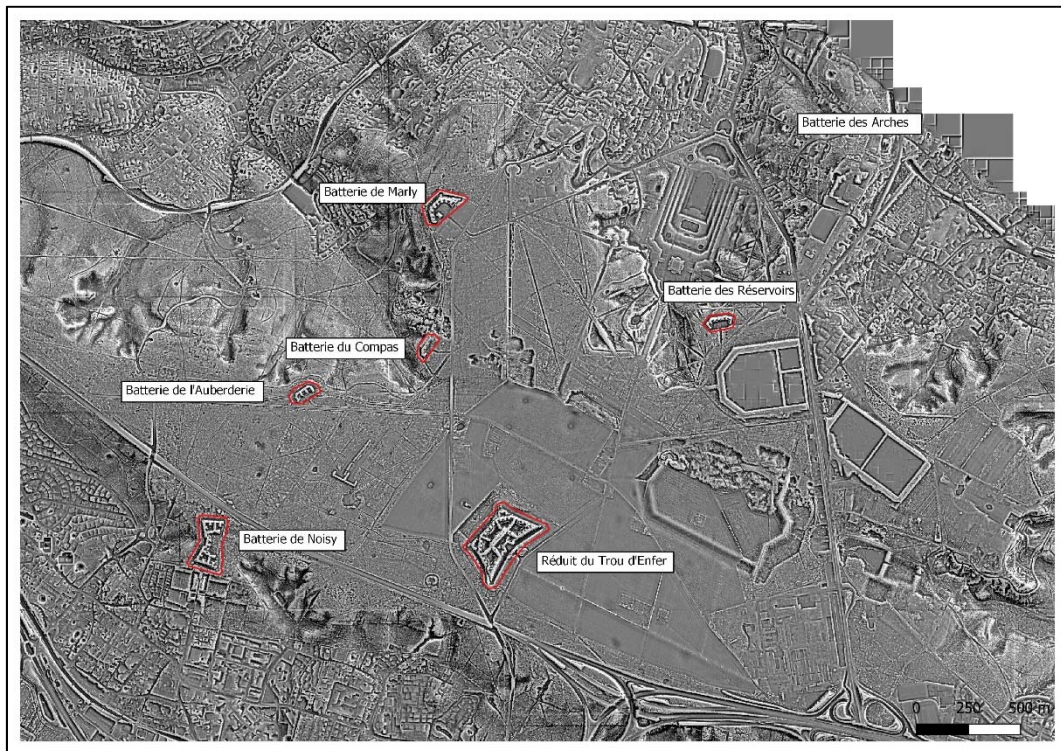 Batterie des Arches
Batterie de Marly
Batterie des Réservoirs
Batterie du Compas
Batterie de l'Auberderie
Batterie de Noisy
Réduit du Trou d'Enfer
0 250 500 m